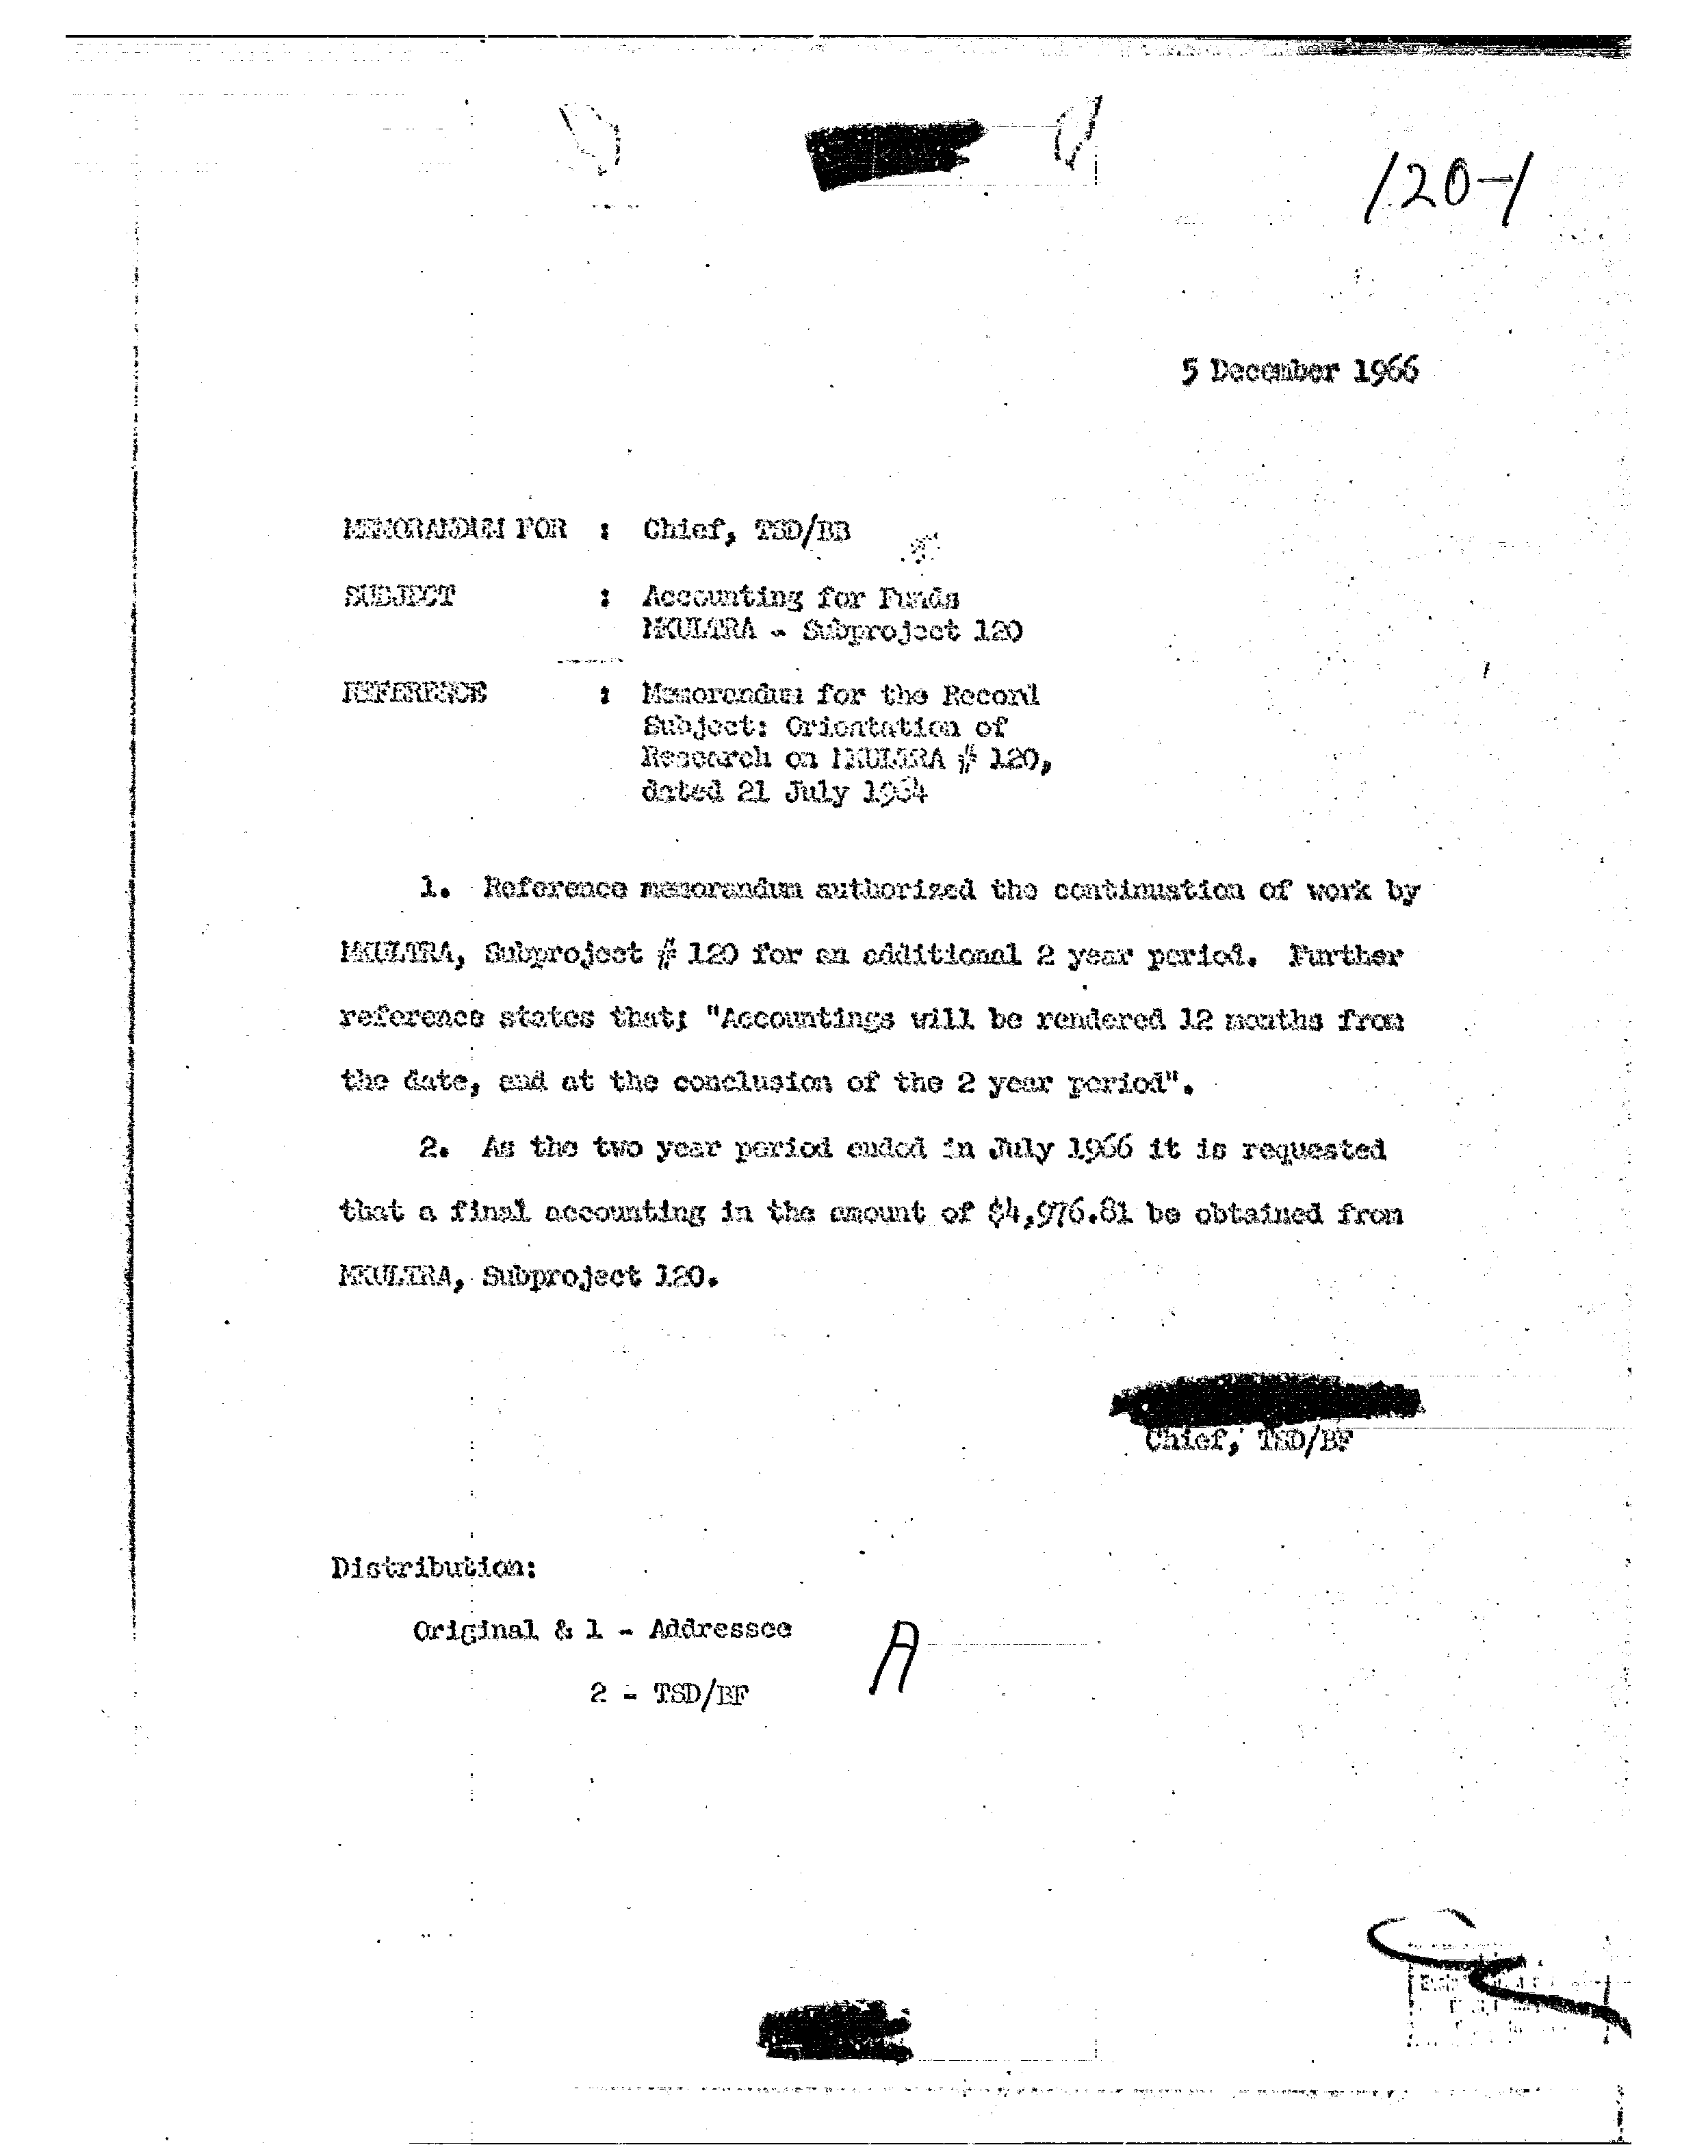 120-1
5 December 1966
MEMORANDUM FOR : Chief, TSD/BB
SUBJECT : Accounting for Funds
MKULTRA - Subproject 120
REFERENCE : Memorandum for the Record
Subject: Orientation of
Research on MKULTRA # 120,
dated 21 July 1964
1. Reference memorandum authorized the continuation of work by
MKULTRA, Subproject # 120 for an additional 2 year period. Further
reference states that; "Accountings will be rendered 12 months from
the date, and at the conclusion of the 2 year period".
2. As the two year period ended in July 1966 it is requested
that a final accounting in the amount of $4,976.81 be obtained from
MKULTRA, Subproject 120.
Chief, TSD/BF
Distribution:
Original & 1 - Addressee
A
2 - TSD/BF